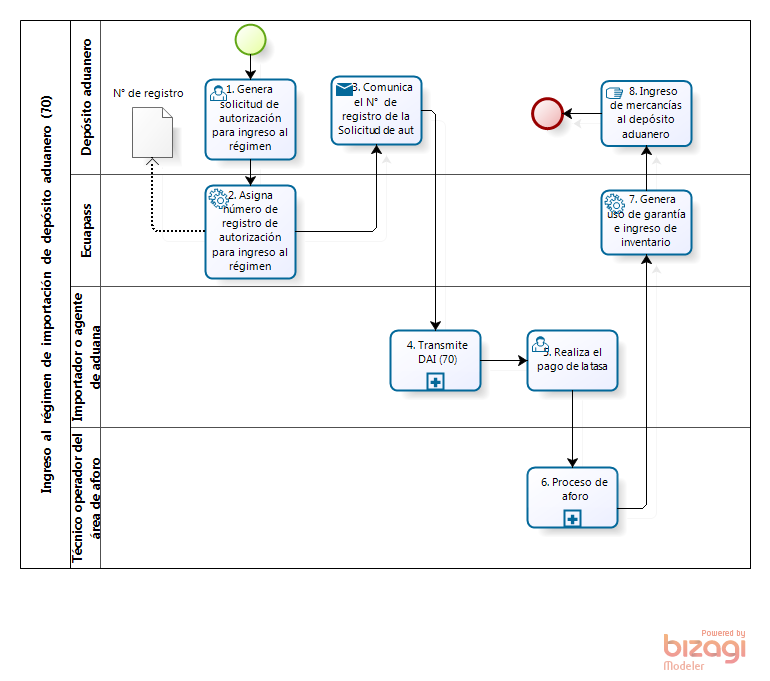 Ingreso al régimen de importación de depósito aduanero (70)
Depósito aduanero
N° de registro
1. Genera
solicitud de
autorización
para ingreso al
régimen
3. Comunica
el N° de
registro de la
Solicitud de aut
8. Ingreso
de mercancías
al depósito
aduanero
Ecuapass
2. Asigna
número de
registro de
autorización
para ingreso al
régimen
7. Genera
uso de garantía
e ingreso de
inventario
Importador o agente
de aduana
4. Transmite
DAI (70)
5. Realiza el
pago de la tasa
Técnico operador del
área de aforo
6. Proceso de
aforo
Powered by
bizagi
Modeler